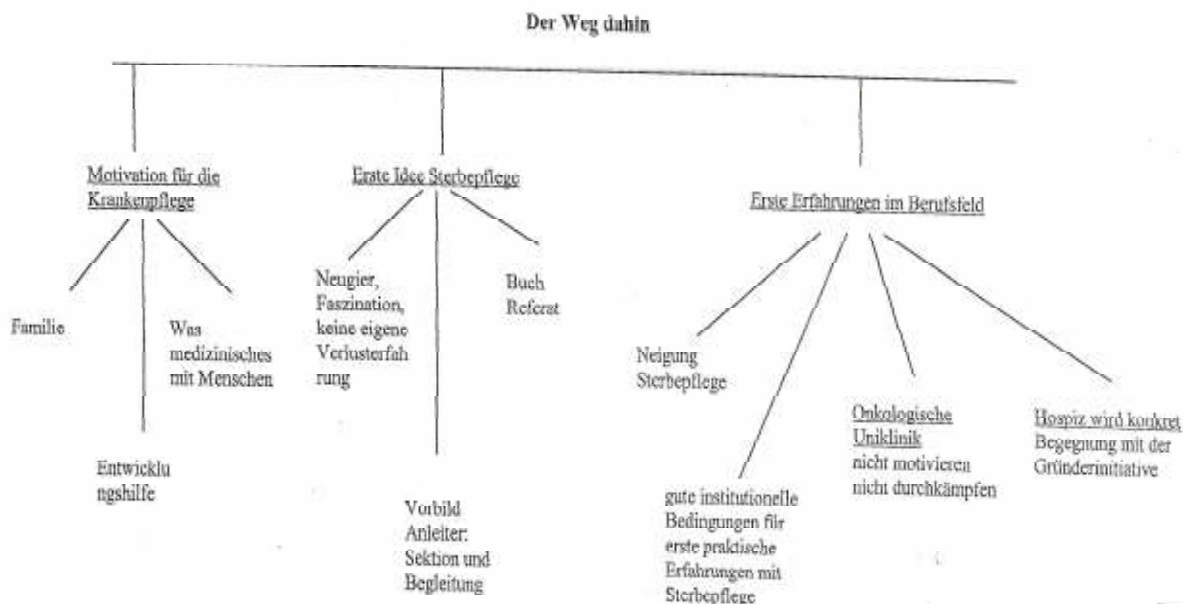 Der Weg dahin
Motivation für die
Krankenpflege
Familie
Entwicklu
ngshilfe
Was
medizinisches
mit Menschen
Erste Idee Sterbepflege
Neugier,
Faszination,
keine eigene
Verlusterfah
rung
Vorbild
Anleiter:
Sektion und
Begleitung
Buch
Referat
Erste Erfahrungen im Berufsfeld
Neigung
Sterbepflege
gute institutionelle
Bedingungen für
erste praktische
Erfahrungen mit
Sterbepflege
Onkologische
Uniklinik
nicht motivieren
nicht durchkämpfen
Hospiz wird konkret
Begegnung mit der
Gründerinitiative